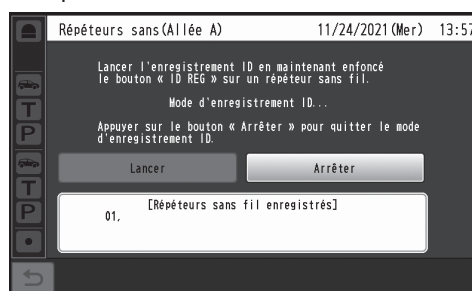 Répéteurs sans(Allée A) 11/24/2021(Mer) 13:57
Lancer l'enregistrement ID en maintenant enfoncé
le bouton « ID REG » sur un répéteur sans fil.
Mode d'enregistrement ID...
Appuyer sur le bouton « Arrêter » pour quitter le mode
d'enregistrement ID.
T
P
Lancer Arrêter
T
P
[Répéteurs sans fil enregistrés]
01,